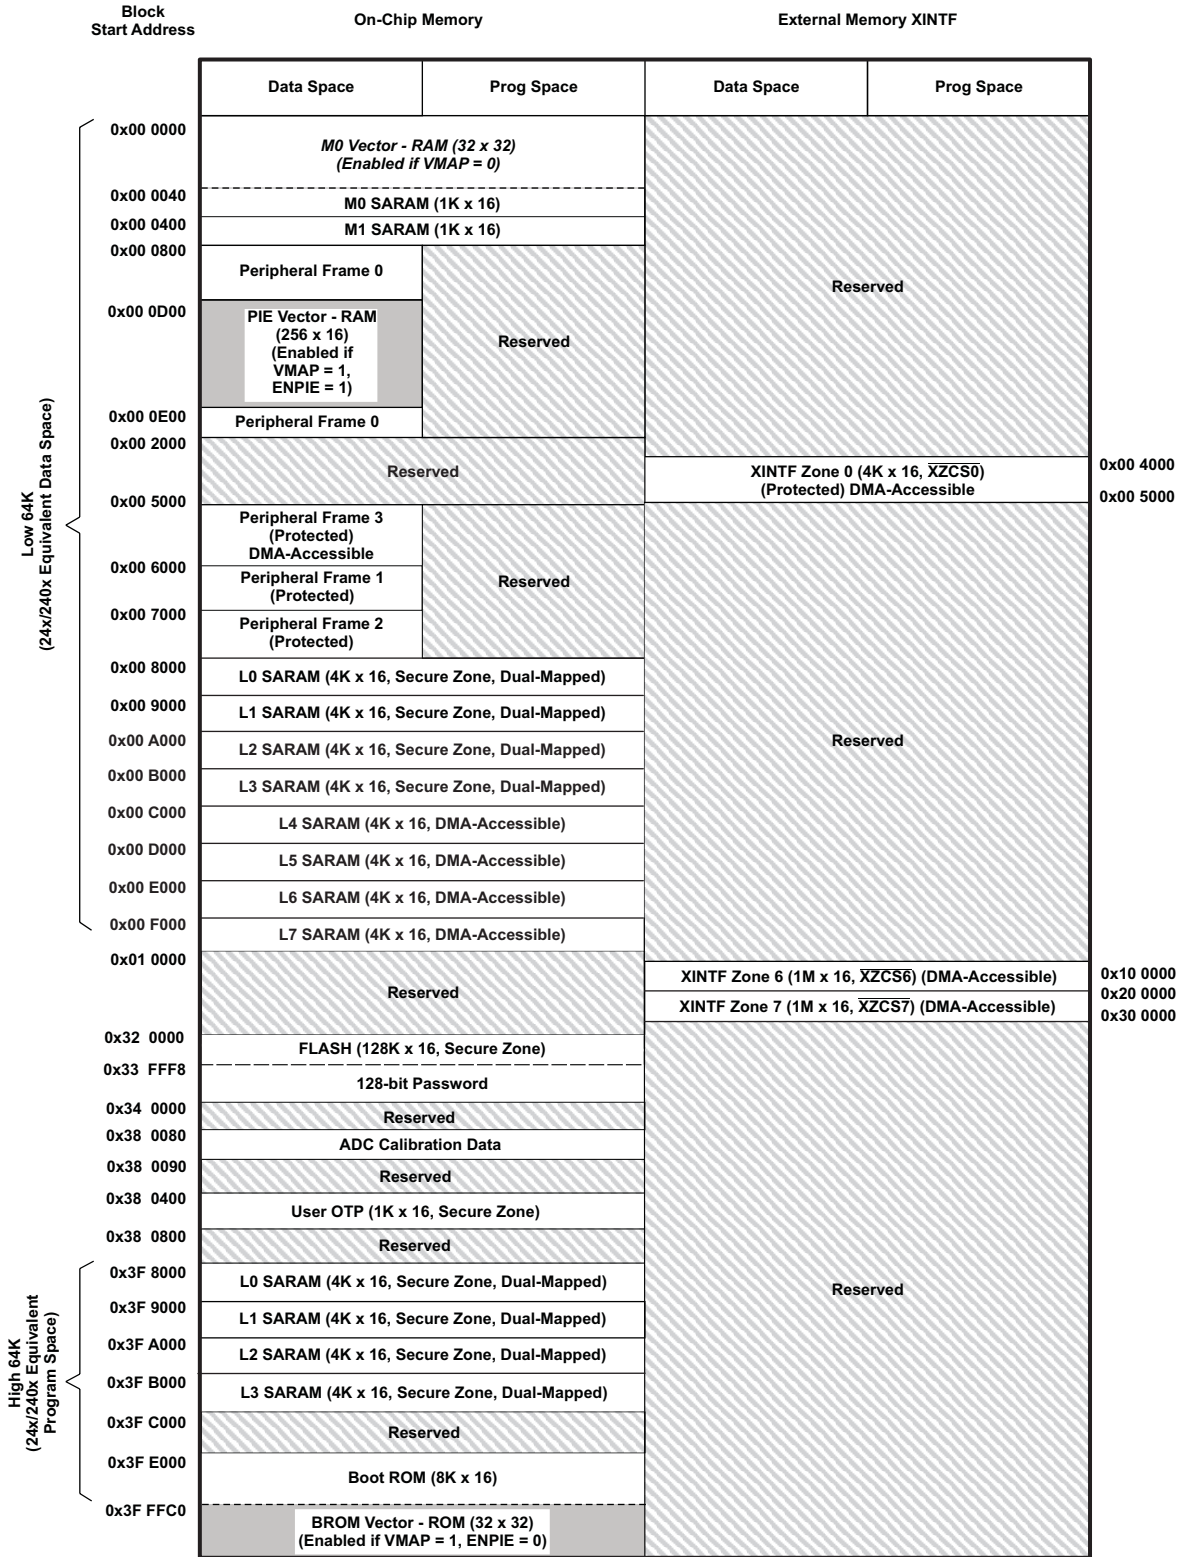 Block
Start Address
On-Chip Memory
External Memory XINTF
Data Space
Prog Space
Data Space
Prog Space
0x00 0000
M0 Vector - RAM (32 x 32)
(Enabled if VMAP = 0)
0x00 0040
M0 SARAM (1K x 16)
0x00 0400
M1 SARAM (1K x 16)
0x00 0800
Peripheral Frame 0
Reserved
0x00 0D00
PIE Vector - RAM
(256 x 16)
(Enabled if
VMAP = 1,
ENPIE = 1)
Reserved
0x00 0E00
Peripheral Frame 0
0x00 2000
Reserved
XINTF Zone 0 (4K x 16, XZCS0)
(Protected) DMA-Accessible
0x00 4000
0x00 5000
0x00 5000
Peripheral Frame 3
(Protected)
DMA-Accessible
Reserved
0x00 6000
Peripheral Frame 1
(Protected)
0x00 7000
Peripheral Frame 2
(Protected)
Low 64K
(24x/240x Equivalent Data Space)
0x00 8000
L0 SARAM (4K x 16, Secure Zone, Dual-Mapped)
0x00 9000
L1 SARAM (4K x 16, Secure Zone, Dual-Mapped)
0x00 A000
L2 SARAM (4K x 16, Secure Zone, Dual-Mapped)
Reserved
0x00 B000
L3 SARAM (4K x 16, Secure Zone, Dual-Mapped)
0x00 C000
L4 SARAM (4K x 16, DMA-Accessible)
0x00 D000
L5 SARAM (4K x 16, DMA-Accessible)
0x00 E000
L6 SARAM (4K x 16, DMA-Accessible)
0x00 F000
L7 SARAM (4K x 16, DMA-Accessible)
0x01 0000
Reserved
XINTF Zone 6 (1M x 16, XZCS6) (DMA-Accessible)
0x10 0000
0x20 0000
XINTF Zone 7 (1M x 16, XZCS7) (DMA-Accessible)
0x30 0000
0x32 0000
FLASH (128K x 16, Secure Zone)
0x33 FFF8
128-bit Password
0x34 0000
Reserved
0x38 0080
ADC Calibration Data
0x38 0090
Reserved
0x38 0400
User OTP (1K x 16, Secure Zone)
0x38 0800
Reserved
0x3F 8000
L0 SARAM (4K x 16, Secure Zone, Dual-Mapped)
Reserved
0x3F 9000
L1 SARAM (4K x 16, Secure Zone, Dual-Mapped)
0x3F A000
L2 SARAM (4K x 16, Secure Zone, Dual-Mapped)
0x3F B000
L3 SARAM (4K x 16, Secure Zone, Dual-Mapped)
High 64K
(24x/240x Equivalent
Program Space)
0x3F C000
Reserved
0x3F E000
Boot ROM (8K x 16)
0x3F FFC0
BROM Vector - ROM (32 x 32)
(Enabled if VMAP = 1, ENPIE = 0)